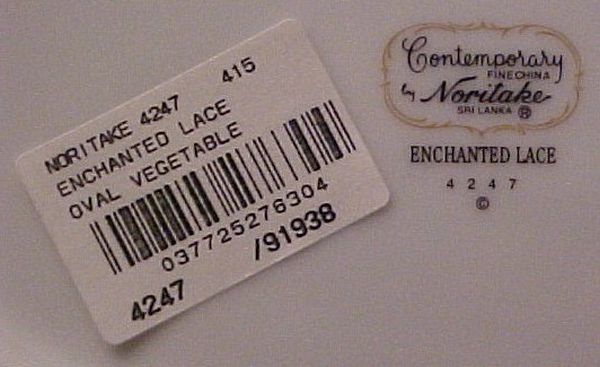 NORITAKE 4247 415
ENCHANTED LACE
OVAL VEGETABLE
037725276304
4247 /91938
Contemporary
FINE CHINA
by Noritake
SRI LANKA ®
ENCHANTED LACE
4 2 4 7
©